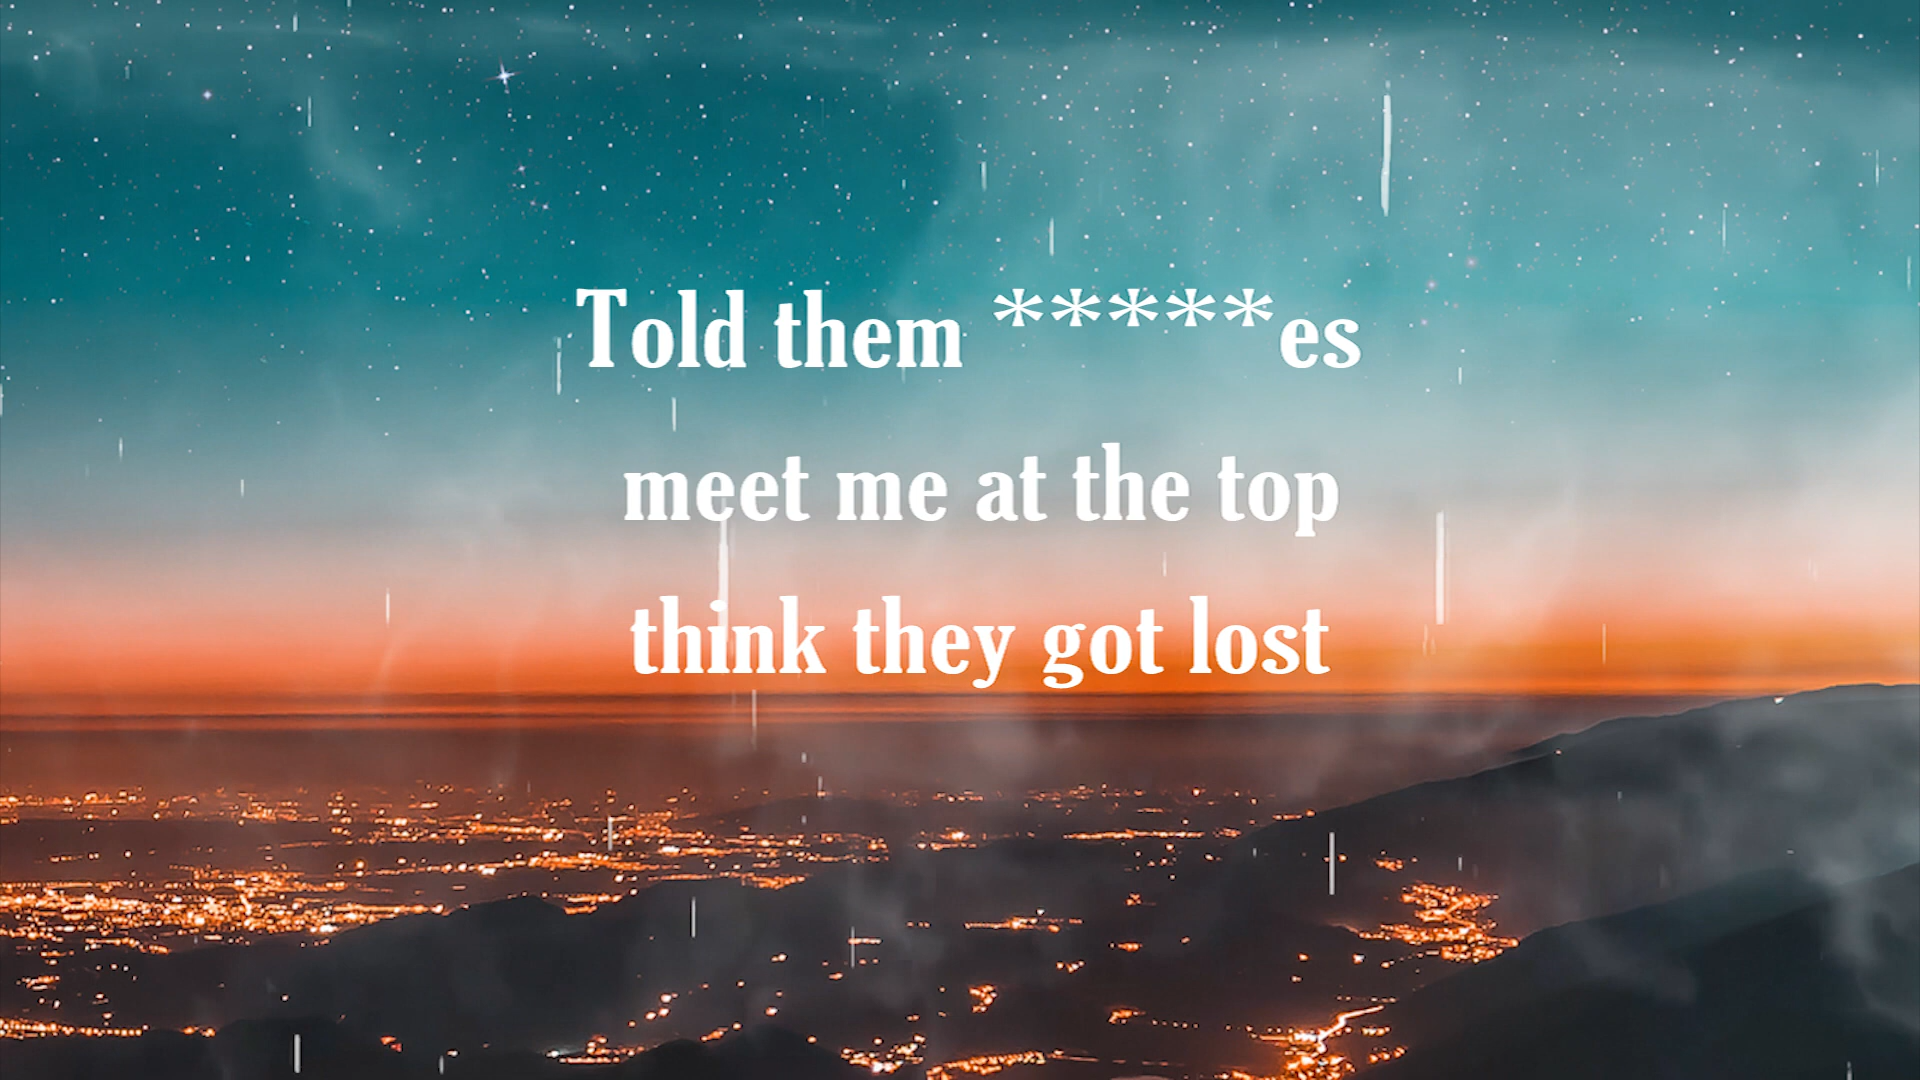 Told them *****es
meet me at the top
think they got lost